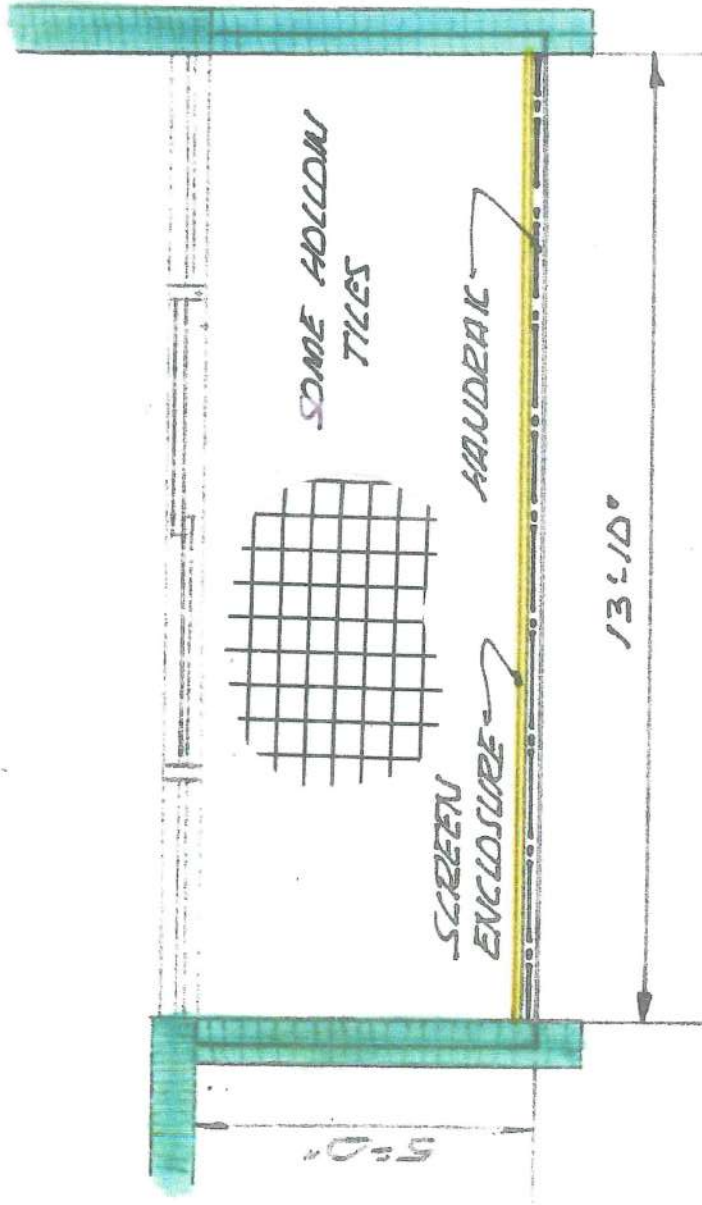 SOME HOLLOW
TILES
SCREEN
ENCLOSURE
HANDRAIL
13'-10"
5'-0"